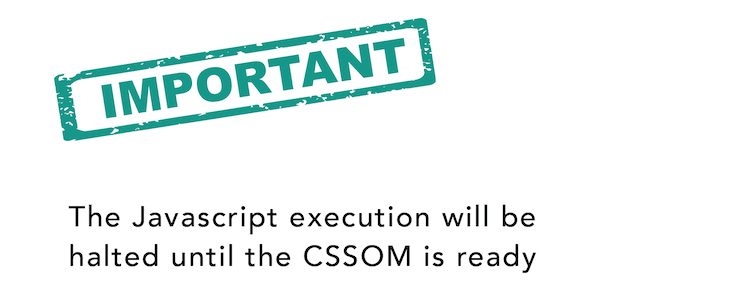 IMPORTANT
The Javascript execution will be
halted until the CSSOM is ready